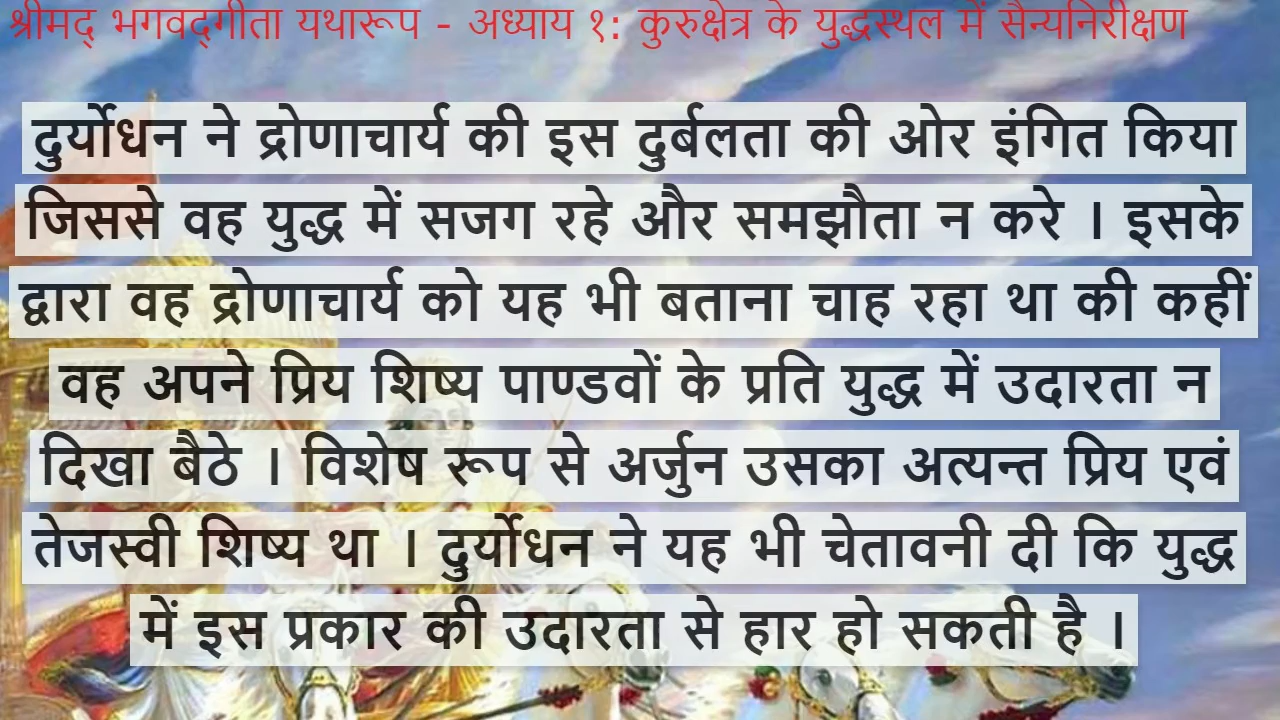 श्रीमद् भगवद्‌गीता यथारूप - अध्याय १: कुरुक्षेत्र के युद्धस्थल में सैन्यनिरीक्षण
दुर्योधन ने द्रोणाचार्य की इस दुर्बलता की ओर इंगित किया
जिससे वह युद्ध में सजग रहे और समझौता न करे । इसके
द्वारा वह द्रोणाचार्य को यह भी बताना चाह रहा था की कहीं
वह अपने प्रिय शिष्य पाण्डवों के प्रति युद्ध में उदारता न
दिखा बैठे । विशेष रूप से अर्जुन उसका अत्यन्त प्रिय एवं
तेजस्वी शिष्य था । दुर्योधन ने यह भी चेतावनी दी कि युद्ध
में इस प्रकार की उदारता से हार हो सकती है ।